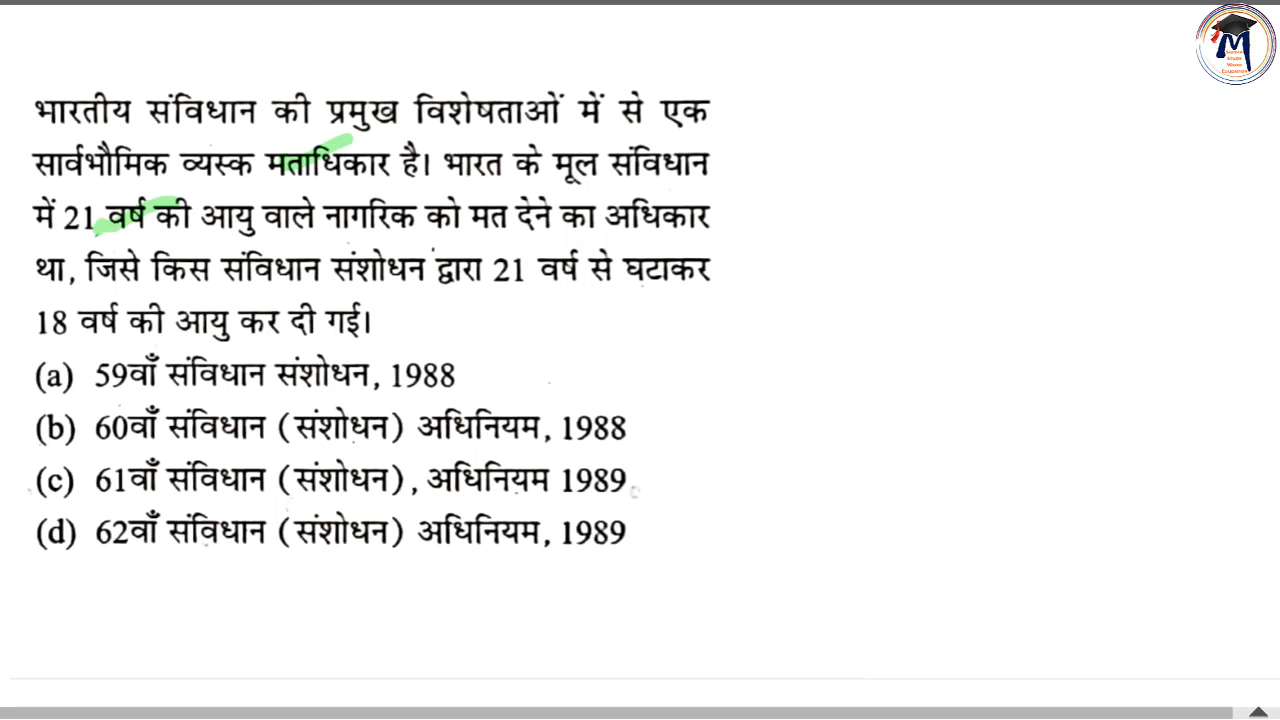 भारतीय संविधान की प्रमुख विशेषताओं में से एक
सार्वभौमिक व्यस्क मताधिकार है। भारत के मूल संविधान
में 21 वर्ष की आयु वाले नागरिक को मत देने का अधिकार
था, जिसे किस संविधान संशोधन द्वारा 21 वर्ष से घटाकर
18 वर्ष की आयु कर दी गई।
(a) 59वाँ संविधान संशोधन, 1988
(b) 60वाँ संविधान (संशोधन) अधिनियम, 1988
(c) 61वाँ संविधान (संशोधन), अधिनियम 1989
(d) 62वाँ संविधान (संशोधन) अधिनियम, 1989